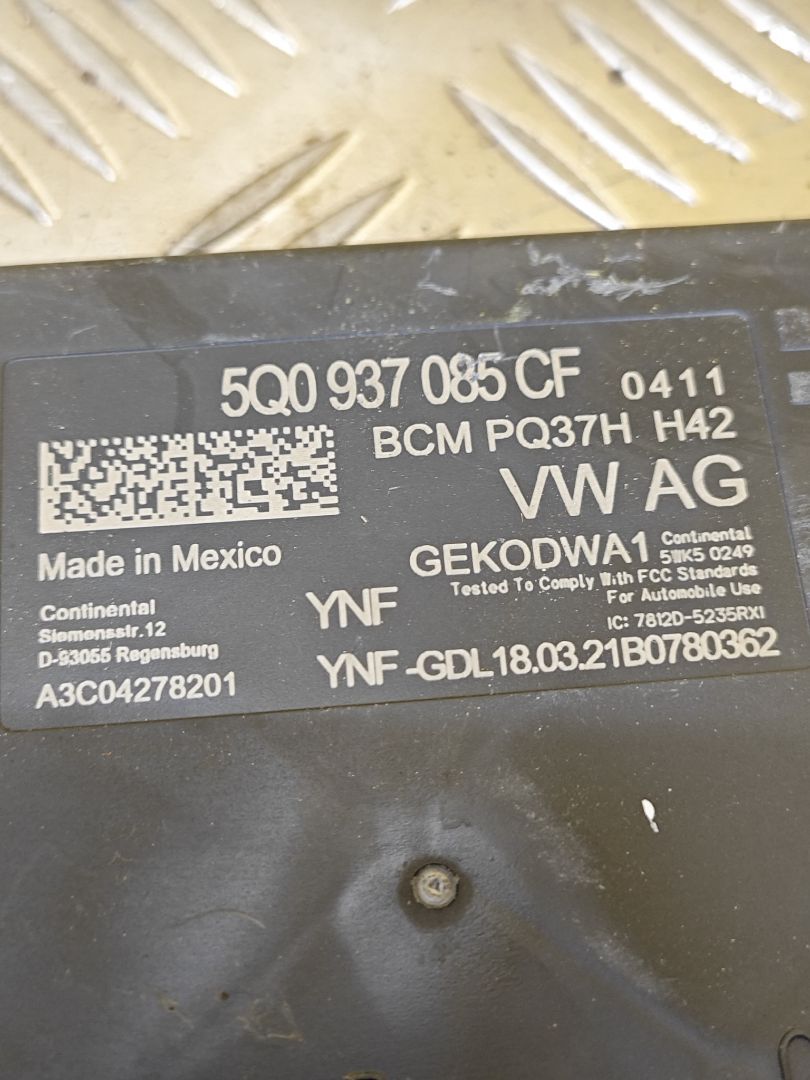 5Q0 937 085 CF 0411
BCM PQ37H H42
VW AG
Made in Mexico
GEKODWA1
Continental
5WK5 0249
Tested To Comply With FCC Standards
For Automobile Use
Continental
Siemensstr.12
D-93055 Regensburg
YNF
IC: 7812D-5235RXI
A3C04278201
YNF-GDL18.03.21B0780362